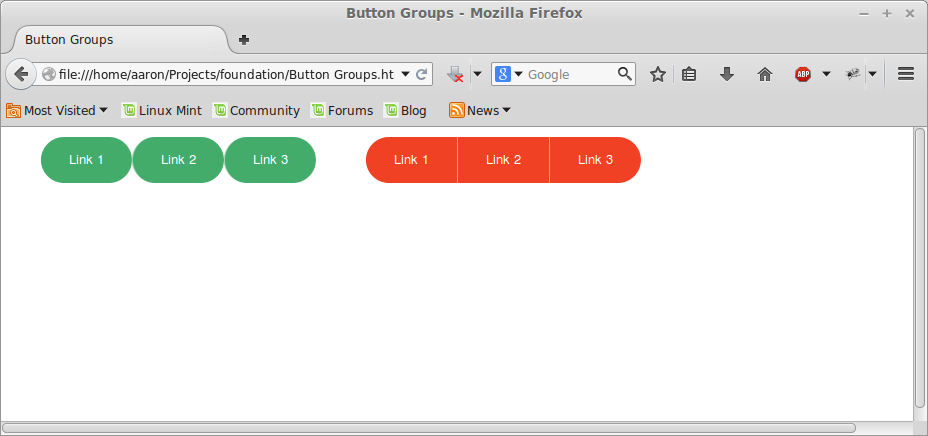 Button Groups - Mozilla Firefox
Button Groups
file:///home/aaron/Projects/foundation/Button Groups.ht
8 Google
ABP
Most Visited Linux Mint Community Forums Blog News
Link 1 Link 2 Link 3 Link 1 Link 2 Link 3